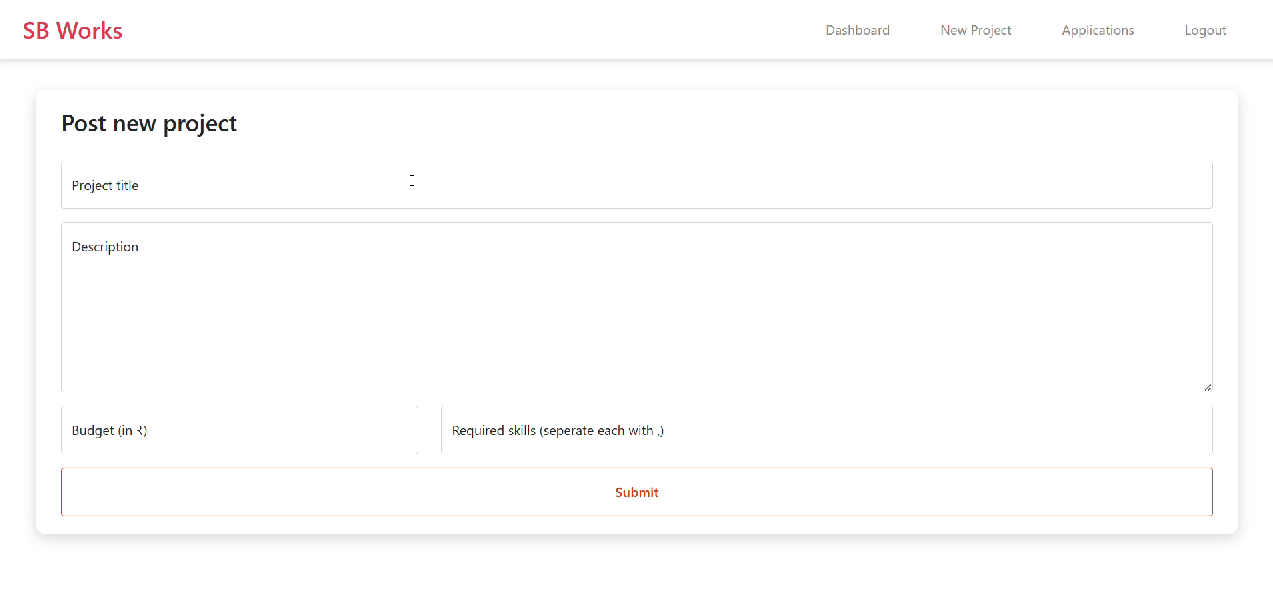 SB Works
Dashboard New Project Applications Logout
Post new project
Project title
Description
Budget (in ₹)
Required skills (seperate each with ,)
Submit